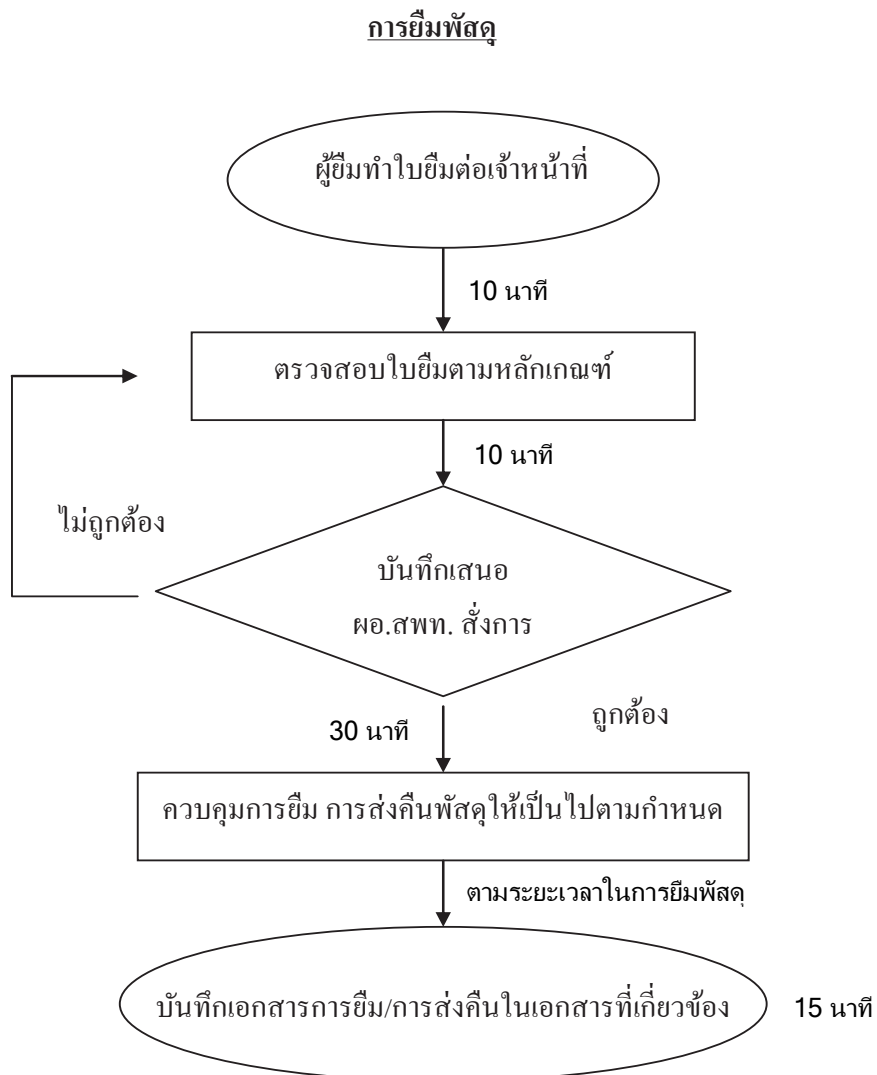 การยืมพัสดุ
ผู้ยืมทำใบยืมต่อเจ้าหน้าที่
10 นาที
ตรวจสอบใบยืมตามหลักเกณฑ์
10 นาที
ไม่ถูกต้อง
บันทึกเสนอ
ผอ.สพท. สั่งการ
ถูกต้อง
30 นาที
ควบคุมการยืม การส่งคืนพัสดุให้เป็นไปตามกำหนด
ตามระยะเวลาในการยืมพัสดุ
บันทึกเอกสารการยืม/การส่งคืนในเอกสารที่เกี่ยวข้อง
15 นาที